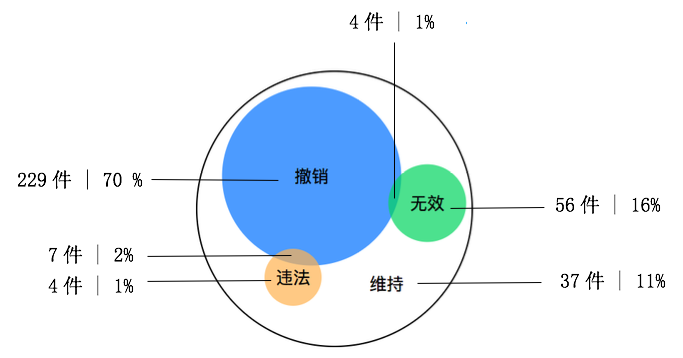 4 件 | 1%
撤销
229 件 | 70 %
无效
56 件 | 16%
7 件 | 2%
违法
4 件 | 1%
维持
37 件 | 11%